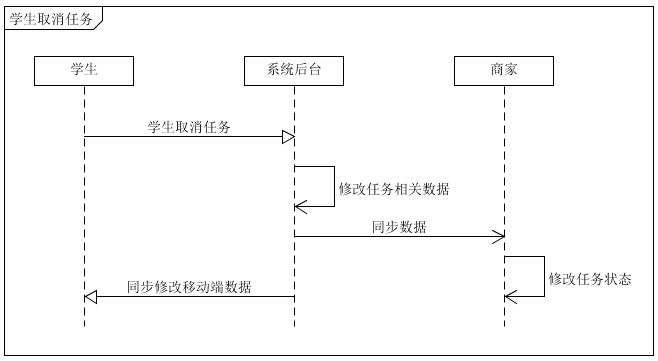 学生取消任务
学生
系统后台
商家
学生取消任务
修改任务相关数据
同步数据
修改任务状态
同步修改移动端数据